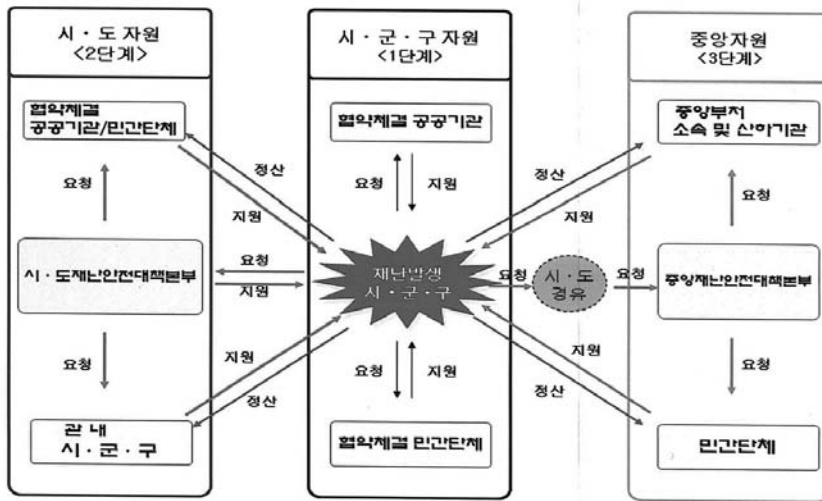 시·도 자원
<2단계>
협약체결
공공기관/민간단체
요청
시·도재난안전대책본부
요청
관 내
시·군·구
정산
지원
요청
지원
지원
정산
시·군·구 자원
<1단계>
협약체결 공공기관
요청
지원
재난발생
시·군·구
요청
지원
협약체결 민간단체
정산
지원
요청
시·도
경유
요청
지원
정산
중앙자원
<3단계>
중앙부처
소속 및 산하기관
요청
중앙재난안전대책본부
요청
민간단체